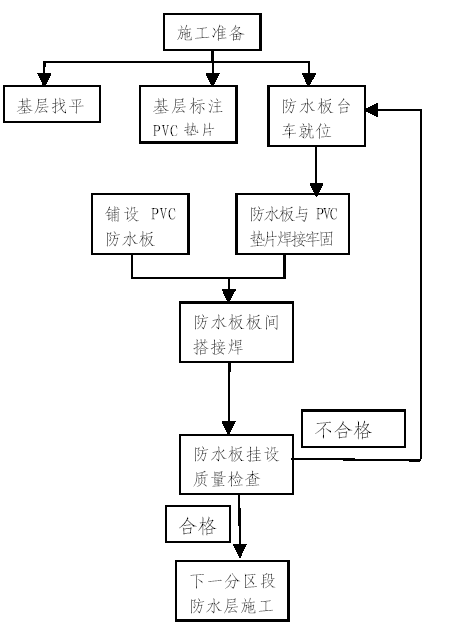 施工准备
基层找平
基层标注
PVC 垫片
防水板台
车就位
铺设 PVC
防水板
防水板与 PVC
垫片焊接牢固
防水板板间
搭接焊
不合格
防水板挂设
质量检查
合格
下一分区段
防水层施工